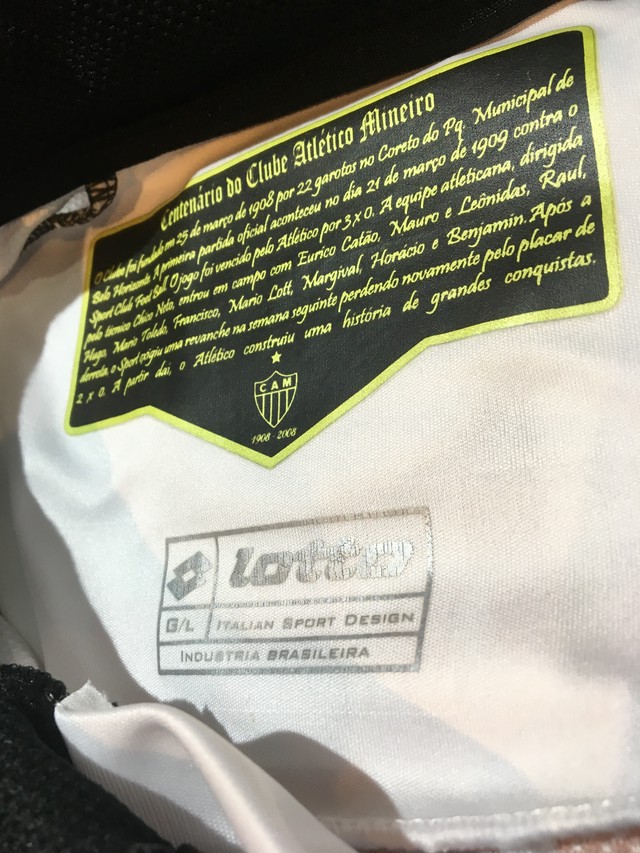 Centenário do Clube Atlético Mineiro
O Clube foi fundado em 25 de março de 1908 por 22 garotos no Coreto do Pq. Municipal de
Belo Horizonte. A primeira partida oficial aconteceu no dia 21 de março de 1909 contra o
Sport Club Foot Ball. O jogo foi vencido pelo Atlético por 3 x 0. A equipe atleticana, dirigida
pelo técnico Chico Neto, entrou em campo com Eurico Catão, Mauro e Leônidas, Raul,
Hugo, Mario Toledo, Francisco, Mario Lott, Margival, Horácio e Benjamin. Após a
derrota, o Sport exigiu uma revanche na semana seguinte perdendo novamente pelo placar de
2 x 0. A partir daí, o Atlético construiu uma história de grandes conquistas.
CAM
1908 - 2008
lotto
G/L ITALIAN SPORT DESIGN
INDUSTRIA BRASILEIRA